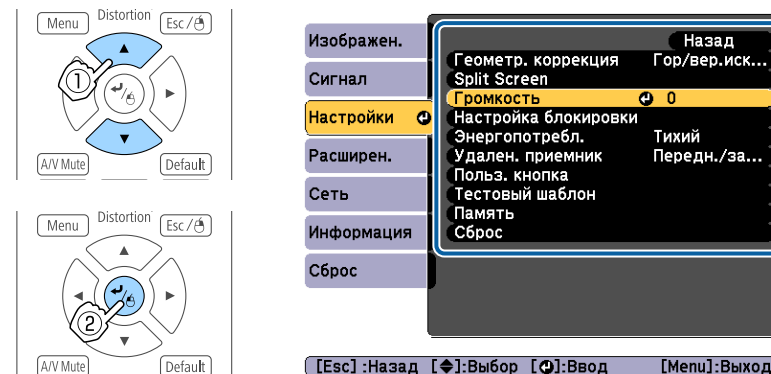 Menu
Distortion
Esc/
1
A/V Mute
Default
Menu
Distortion
Esc/
2
A/V Mute
Default
Изображен.
Сигнал
Настройки
Расширен.
Сеть
Информация
Сброс
Назад
Геометр. коррекция Гор/вер.иск...
Split Screen
Громкость 0
Настройка блокировки
Энергопотребл. Тихий
Удален. приемник Передн./за...
Польз. кнопка
Тестовый шаблон
Память
Сброс
[Esc] :Назад [◆]:Выбор [⏎]:Ввод [Menu]:Выход